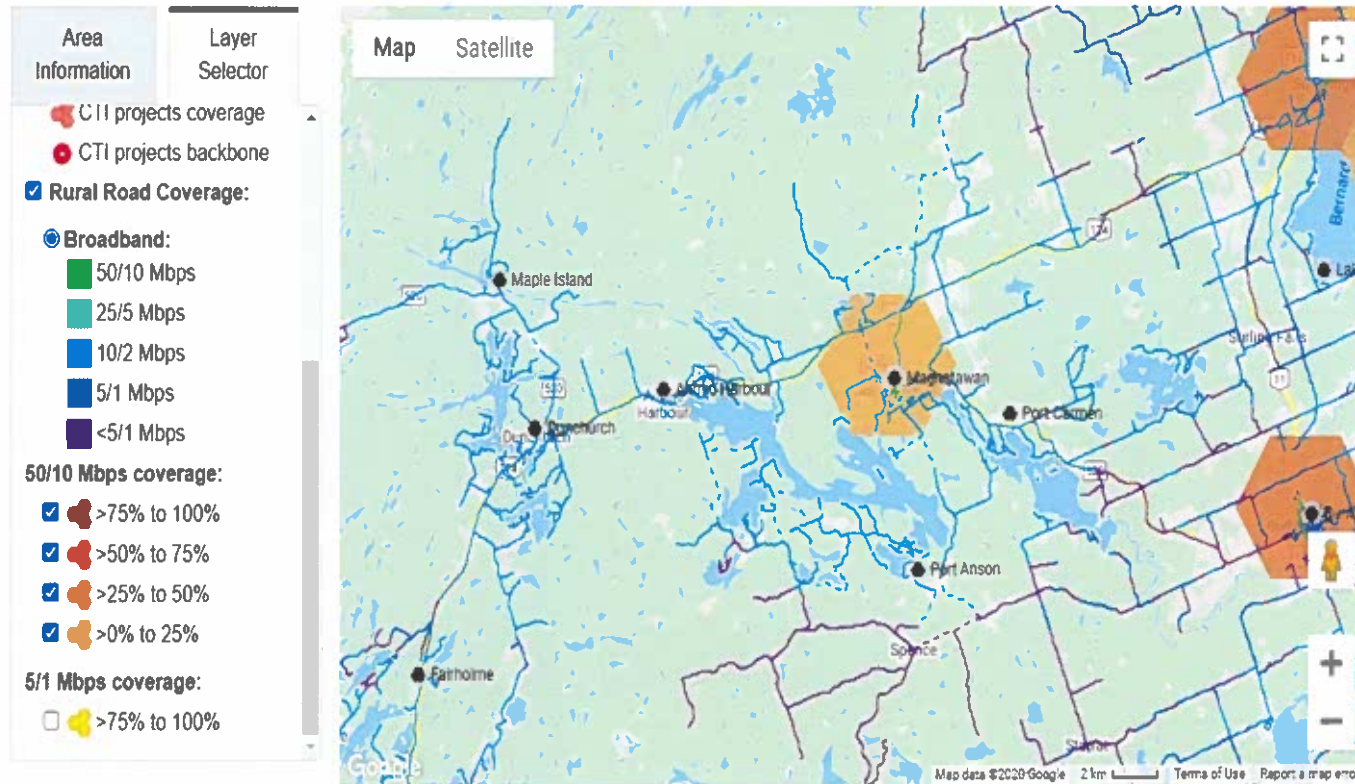 Area
Information
Layer
Selector
CTI projects coverage
CTI projects backbone
Rural Road Coverage:
Broadband:
50/10 Mbps
25/5 Mbps
10/2 Mbps
5/1 Mbps
<5/1 Mbps
50/10 Mbps coverage:
>75% to 100%
>50% to 75%
>25% to 50%
>0% to 25%
5/1 Mbps coverage:
>75% to 100%
Map Satellite
Maple Island
Harbour
Harbour
Dunchurch
Magnetawan
Port Carmen
Port Anson
Spence
Fairholme
Bernard
124
11
520
Google
Map data ©2020 Google 2 km Terms of Use Report a map